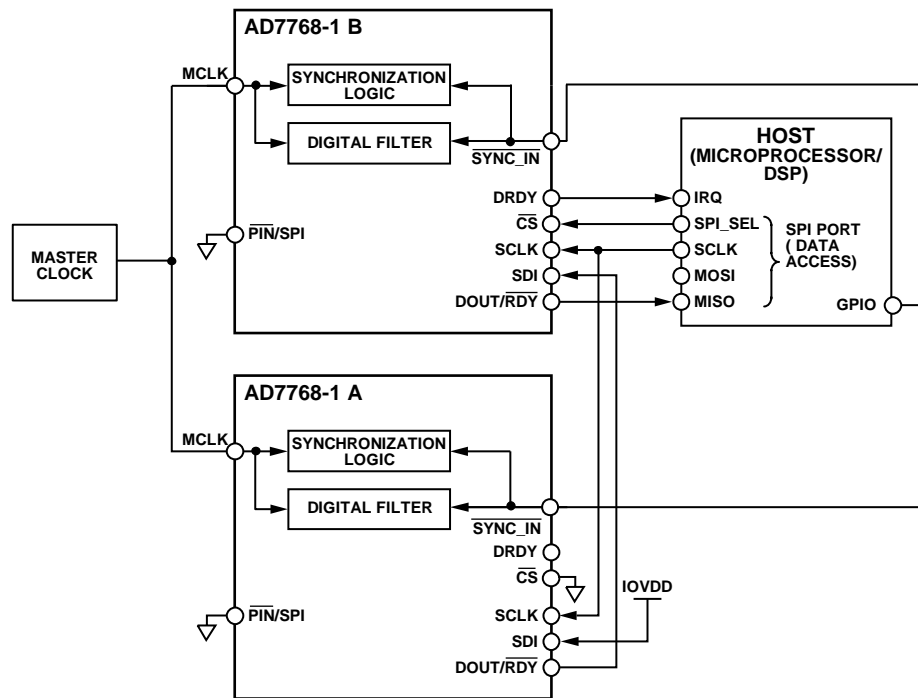 AD7768-1 B
MCLK
SYNCHRONIZATION
LOGIC
DIGITAL FILTER
SYNC_IN
DRDY
CS
SCLK
SDI
DOUT/RDY
PIN/SPI
MASTER
CLOCK
HOST
(MICROPROCESSOR/
DSP)
IRQ
SPI_SEL
SCLK
MOSI
MISO
SPI PORT
( DATA
ACCESS)
GPIO
AD7768-1 A
MCLK
SYNCHRONIZATION
LOGIC
DIGITAL FILTER
SYNC_IN
DRDY
CS
IOVDD
PIN/SPI
SCLK
SDI
DOUT/RDY